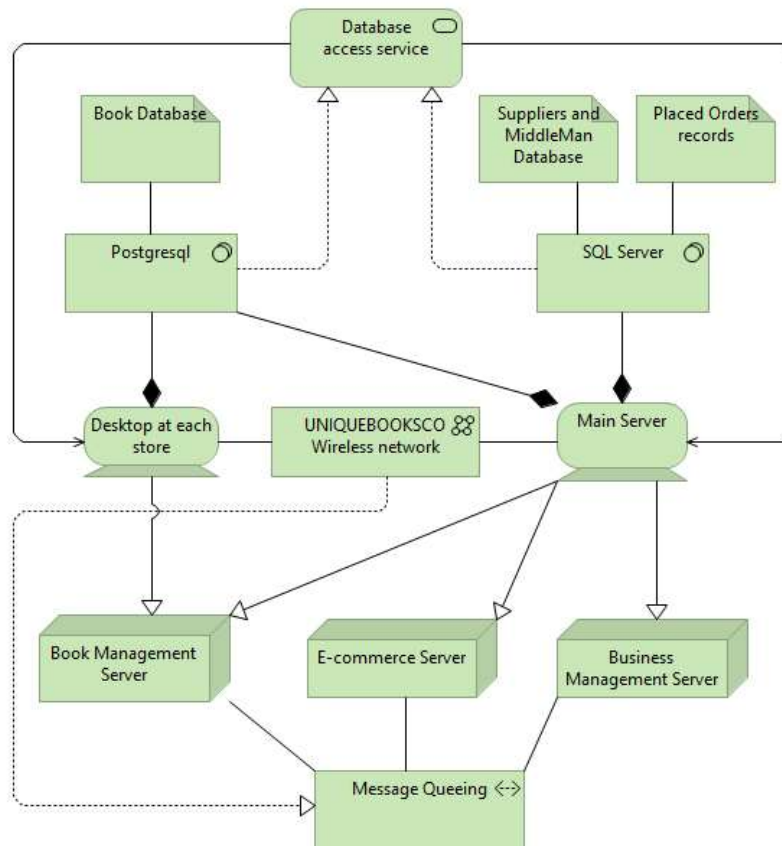 Database
access service
Book Database
Suppliers and
MiddleMan
Database
Placed Orders
records
Postgresql
SQL Server
Desktop at each
store
UNIQUEBOOKSCO
Wireless network
Main Server
Book Management
Server
E-commerce Server
Business
Management Server
Message Queeing